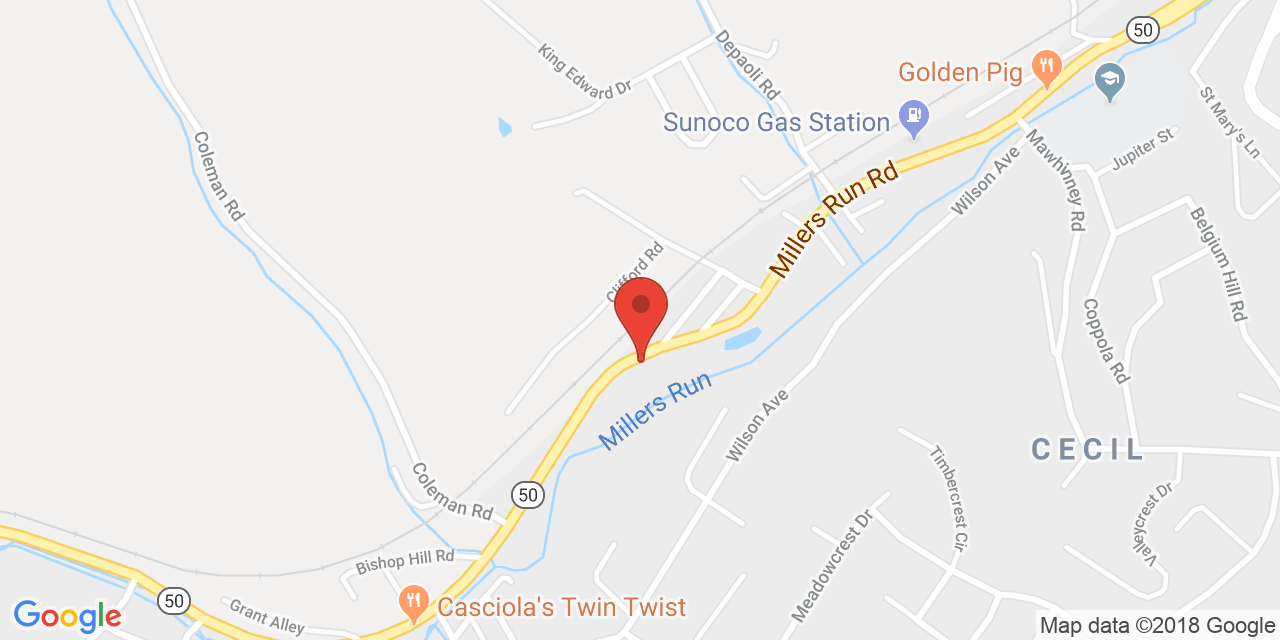 50
King Edward Dr
Depaoli Rd
Golden Pig
Sunoco Gas Station
St Mary's Ln
Jupiter St
Mawhinney Rd
Wilson Ave
Coleman Rd
Millers Run Rd
Belgium Hill Rd
Clifford Rd
Coppola Rd
Millers Run
Wilson Ave
CECIL
Timbercrest Cir
Coleman Rd
50
Valleycrest Dr
Meadowcrest Dr
Bishop Hill Rd
50
Grant Alley
Casciola's Twin Twist
Google
Map data ©2018 Google